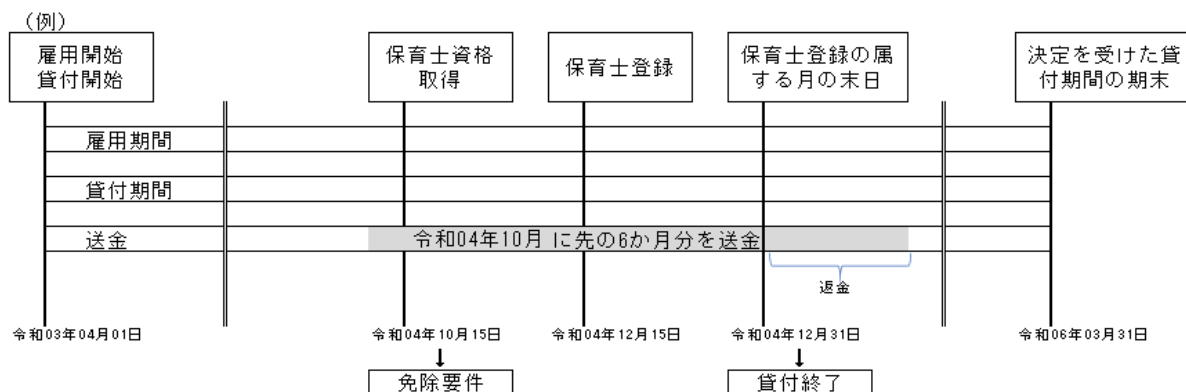 （例）
雇用開始
貸付開始
保育士資格
取得
保育士登録
保育士登録の属
する月の末日
決定を受けた貸
付期間の期末
雇用期間
貸付期間
送金
令和04年10月 に先の6か月分を送金
返金
令和03年04月01日
令和04年10月15日
令和04年12月15日
令和04年12月31日
令和06年03月31日
免除要件
貸付終了